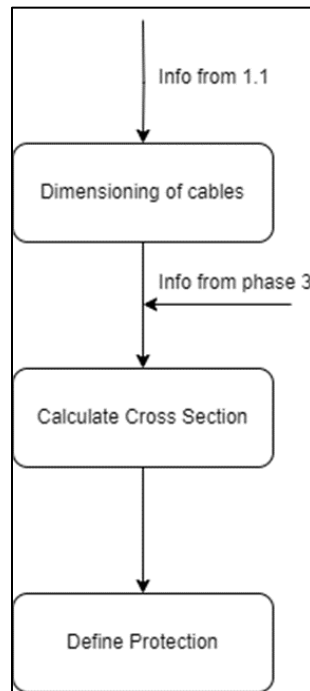 Info from 1.1
Dimensioning of cables
Info from phase 3
Calculate Cross Section
Define Protection